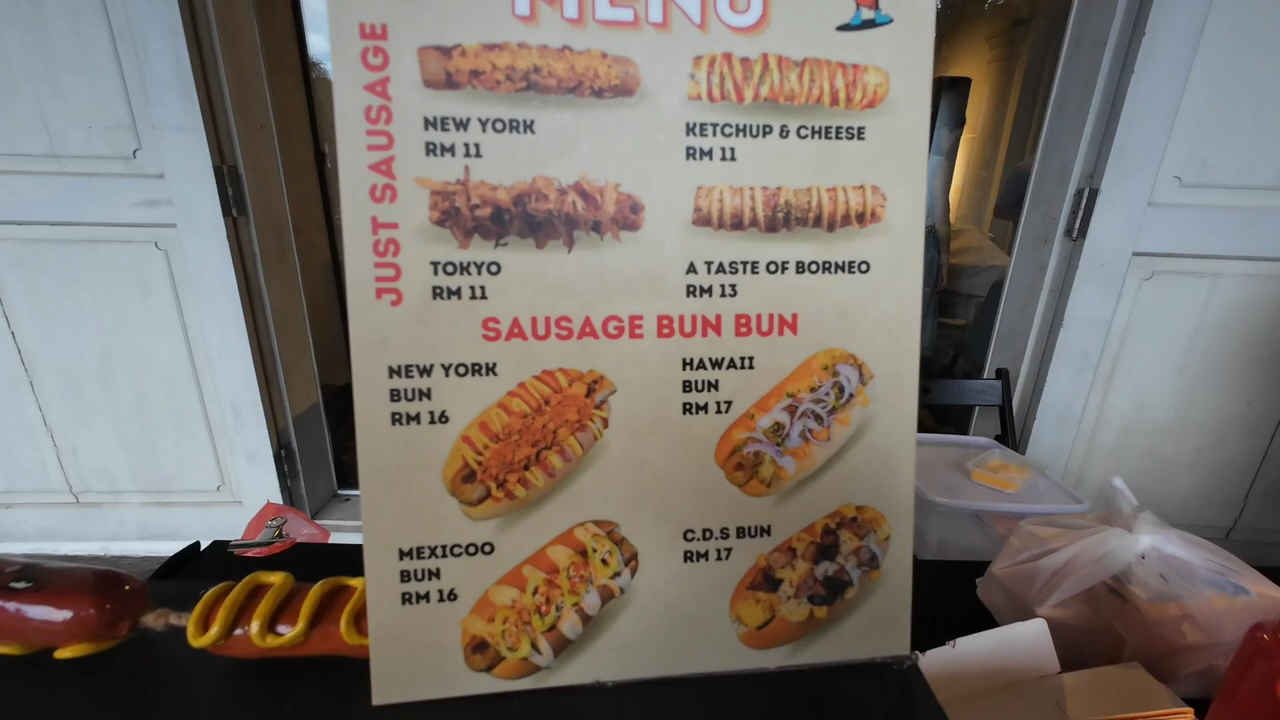 MENU
JUST SAUSAGE
NEW YORK
RM 11
KETCHUP & CHEESE
RM 11
TOKYO
RM 11
A TASTE OF BORNEO
RM 13
SAUSAGE BUN BUN
NEW YORK
BUN
RM 16
HAWAII
BUN
RM 17
MEXICOO
BUN
RM 16
C.D.S BUN
RM 17